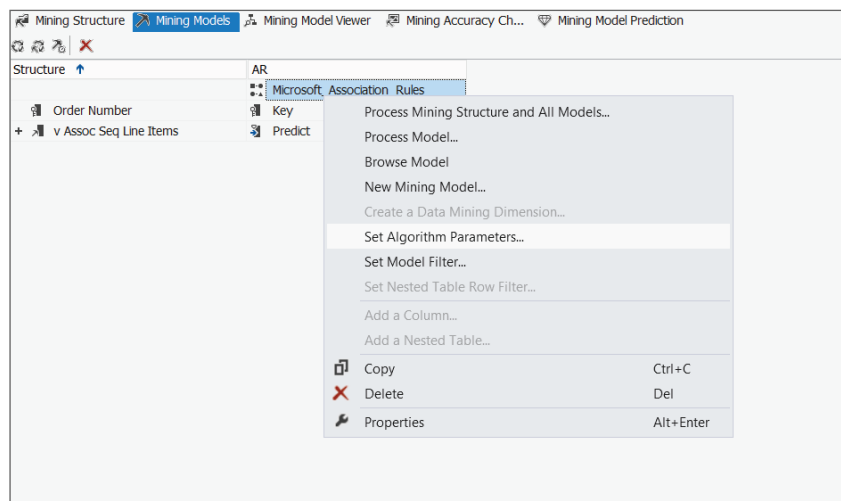 Mining Structure Mining Models Mining Model Viewer Mining Accuracy Ch... Mining Model Prediction
Structure AR
Microsoft_Association_Rules
Order Number Key
v Assoc Seq Line Items Predict
Process Mining Structure and All Models...
Process Model...
Browse Model
New Mining Model...
Create a Data Mining Dimension...
Set Algorithm Parameters...
Set Model Filter...
Set Nested Table Row Filter...
Add a Column...
Add a Nested Table...
Copy Ctrl+C
Delete Del
Properties Alt+Enter